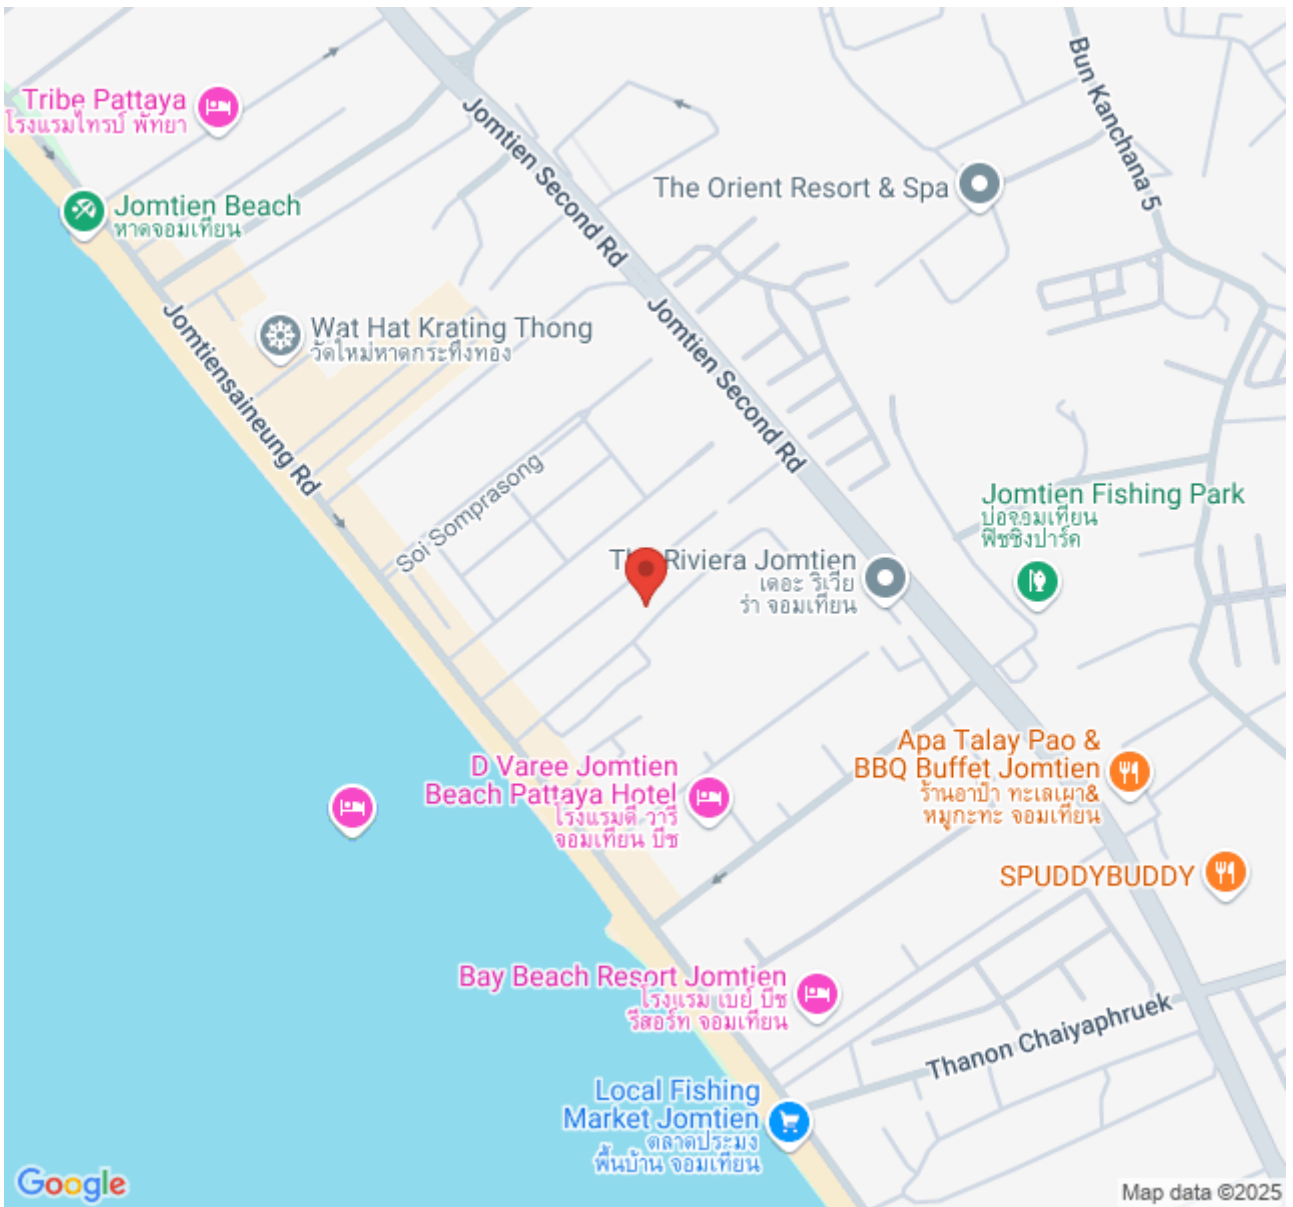 Bun Kanchana 5
Tribe Pattaya
โรงแรมไทรบ์ พัทยา
Jomtien Second Rd
The Orient Resort & Spa
Jomtien Beach
หาดจอมเทียน
Jomtiensaineung Rd
Wat Hat Krating Thong
วัดใหม่หาดกระทิงทอง
Jomtien Second Rd
Soi Somprasong
Jomtien Fishing Park
บ่อจอมเทียน
ฟิชชิ่งปาร์ค
Riviera Jomtien
เดอะ ริเวีย
ร่า จอมเทียน
Apa Talay Pao &
BBQ Buffet Jomtien
ร้านอาป๋า ทะเลเผา&
หมูกะทะ จอมเทียน
D Varee Jomtien
Beach Pattaya Hotel
โรงแรมดี วารี
จอมเทียน บีช
SPUDDYBUDDY
Bay Beach Resort Jomtien
โรงแรม เบย์ บีช
รีสอร์ท จอมเทียน
Thanon Chaiyaphruek
Local Fishing
Market Jomtien
ตลาดประมง
พื้นบ้าน จอมเทียน
Google
Map data ©2025